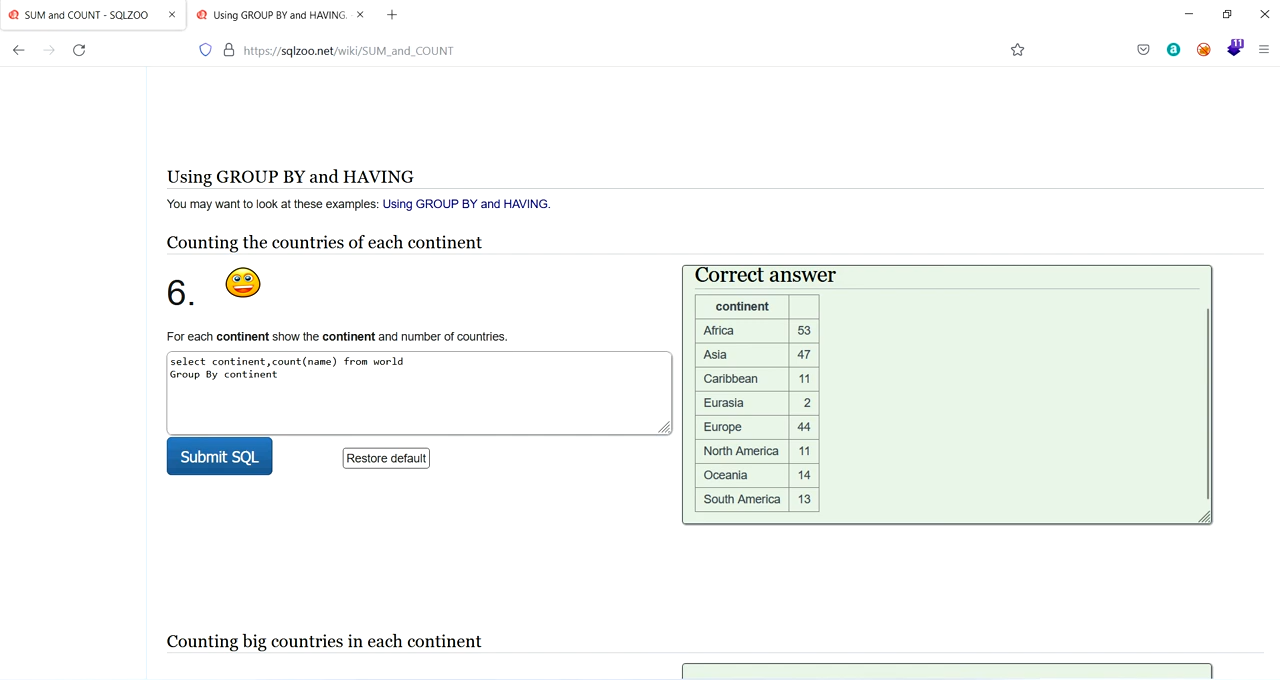 SUM and COUNT - SQLZOO
Using GROUP BY and HAVING.
https://sqlzoo.net/wiki/SUM_and_COUNT
11
Using GROUP BY and HAVING
You may want to look at these examples: Using GROUP BY and HAVING.
Counting the countries of each continent
6.
For each continent show the continent and number of countries.
select continent,count(name) from world
Group By continent
Submit SQL
Restore default
Correct answer
continent
Africa 53
Asia 47
Caribbean 11
Eurasia 2
Europe 44
North America 11
Oceania 14
South America 13
Counting big countries in each continent